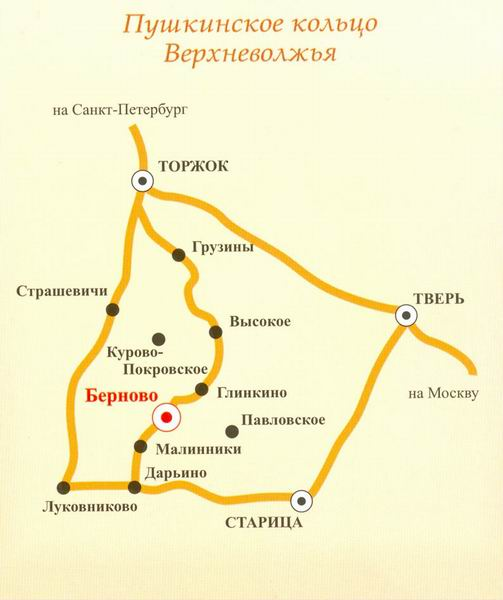 Пушкинское кольцо
Верхневолжья
на Санкт-Петербург
ТОРЖОК
Грузины
Страшевичи
ТВЕРЬ
Высокое
Курово-
Покровское
Берново
Глинкино
на Москву
Павловское
Малинники
Дарьино
Луковниково
СТАРИЦА